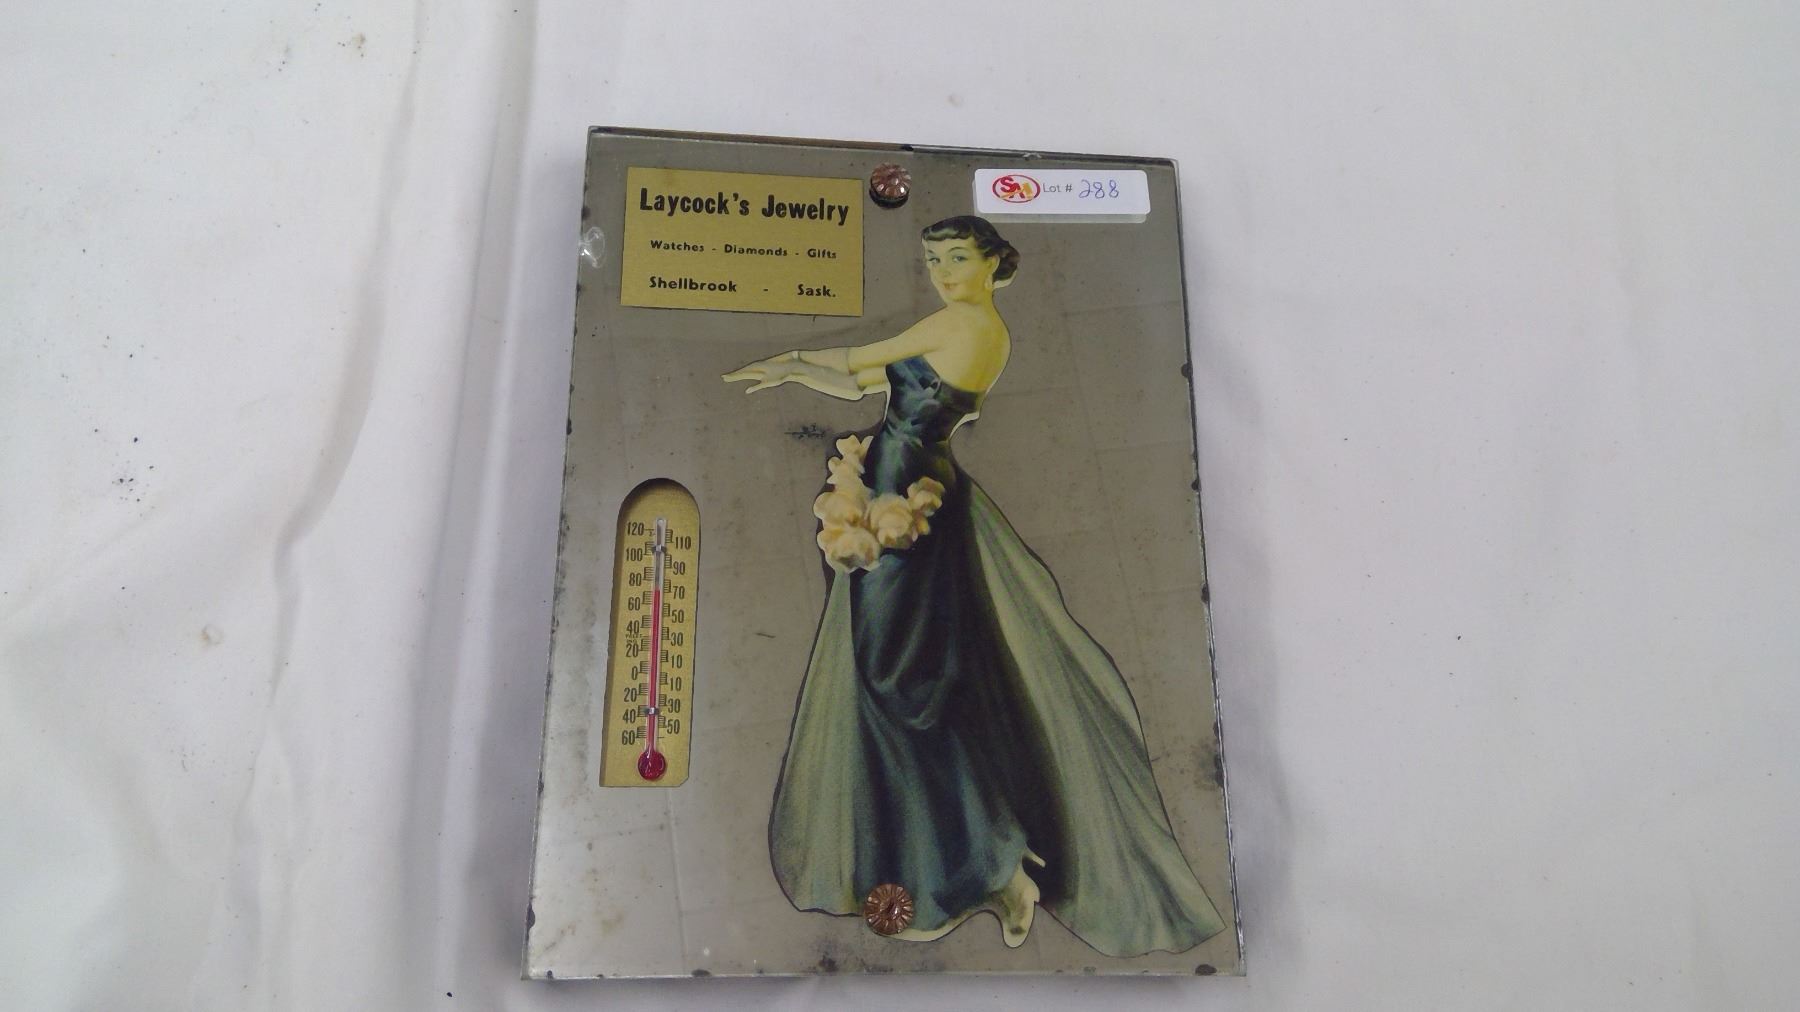 Laycock's Jewelry
Watches - Diamonds - Gifts
Shellbrook - Sask.
SM Lot # 288
120 110
100 90
80 70
60 50
40 30
20 10
0 10
20 30
40 50
60